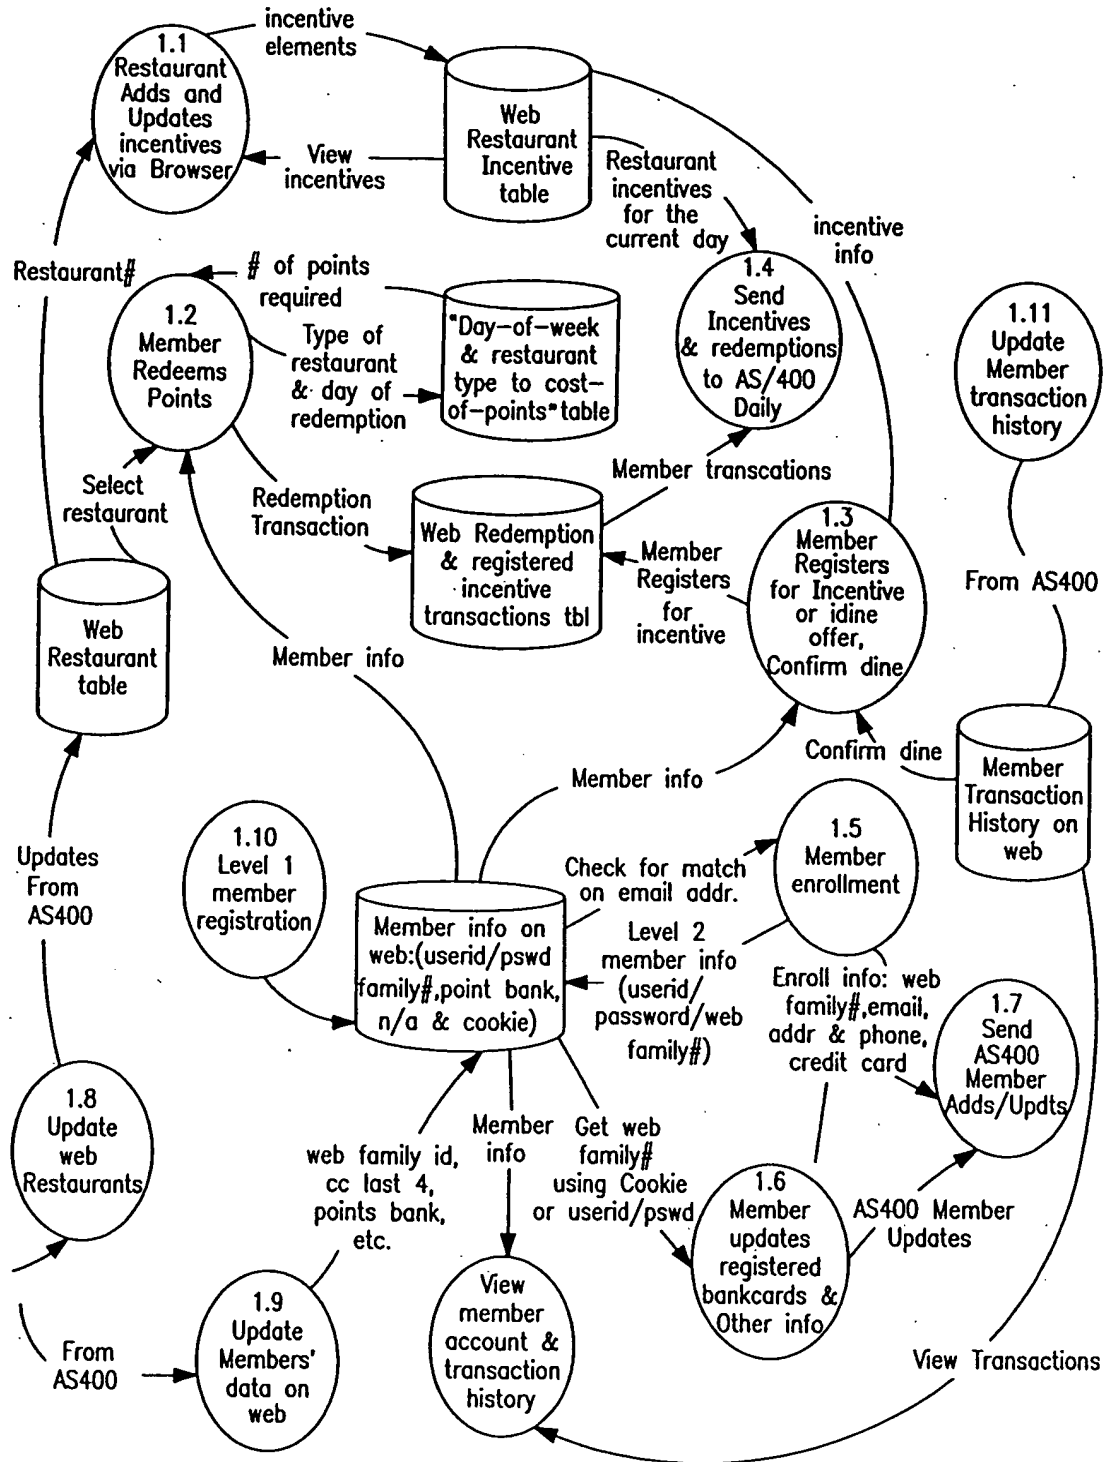 incentive
elements
1.1
Restaurant
Adds and
Updates
incentives
via Browser
View
incentives
Web
Restaurant
Incentive
table
Restaurant
incentives
for the
current day
incentive
info
Restaurant#
# of points
required
1.2
Member
Redeems
Points
Type of
restaurant
& day of
redemption
"Day-of-week
& restaurant
type to cost-
of-points" table
1.4
Send
Incentives
& redemptions
to AS/400
Daily
1.11
Update
Member
transaction
history
Select
restaurant
Redemption
Transaction
Member transcations
Web Redemption
& registered
incentive
transactions tbl
Member
Registers
for
incentive
1.3
Member
Registers
for Incentive
or idine
offer,
Confirm dine
From AS400
Web
Restaurant
table
Member info
Member info
Confirm dine
Member
Transaction
History on
web
Updates
From
AS400
1.10
Level 1
member
registration
Check for match
on email addr.
1.5
Member
enrollment
Member info on
web:(userid/pswd
family#,point bank,
n/a & cookie)
Level 2
member info
(userid/
password/web
family#)
Enroll info: web
family#,email,
addr & phone,
credit card
1.7
Send
AS400
Member
Adds/Updts
1.8
Update
web
Restaurants
web family id,
cc last 4,
points bank,
etc.
Member
info
Get web
family#
using Cookie
or userid/pswd
1.6
Member
updates
registered
bankcards &
Other info
AS400 Member
Updates
From
AS400
1.9
Update
Members'
data on
web
View
member
account &
transaction
history
View Transactions